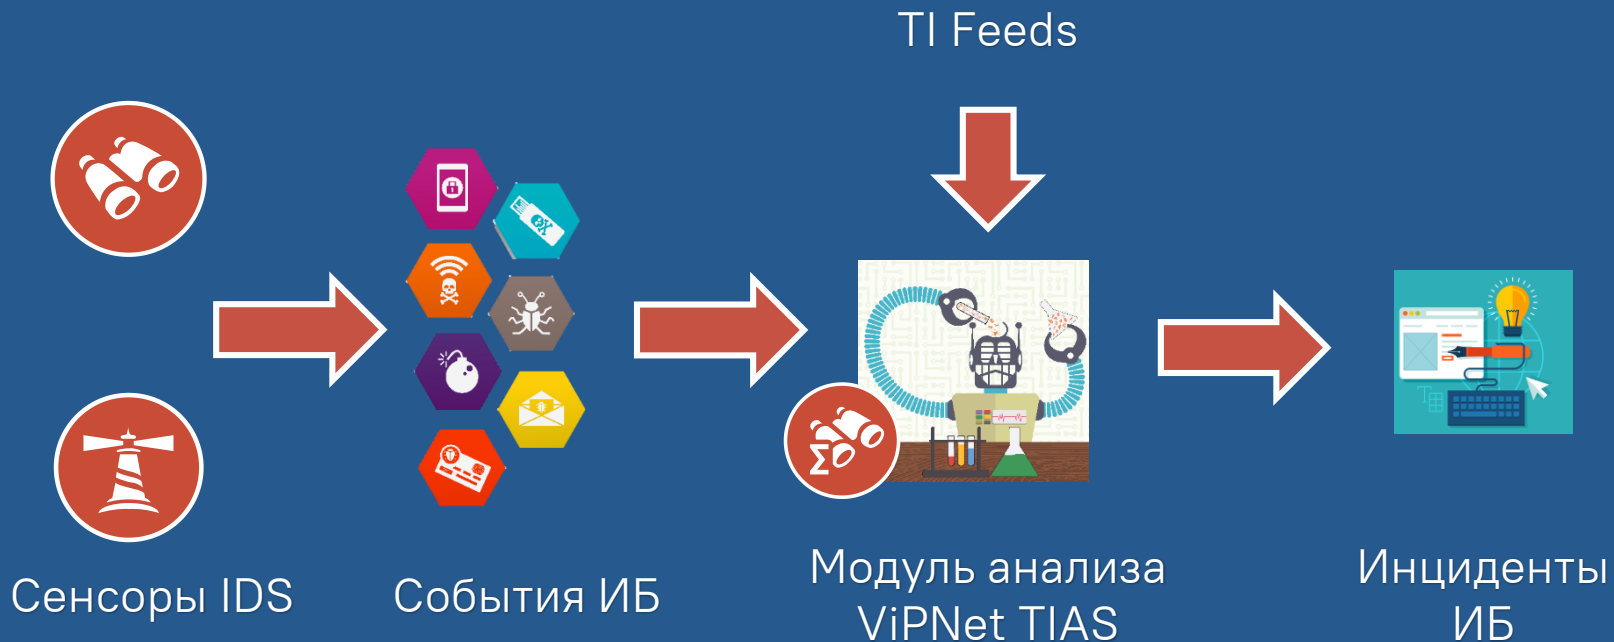 TI Feeds
Сенсоры IDS
События ИБ
Модуль анализа
ViPNet TIAS
Инциденты
ИБ